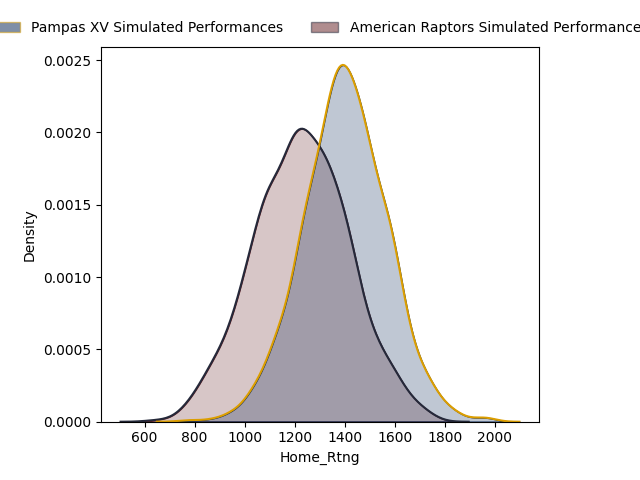 Pampas XV Simulated Performances American Raptors Simulated Performance
0.0025
0.0020
0.0015
0.0010
0.0005
0.0000
Density
600 800 1000 1200 1400 1600 1800 2000
Home_Rtng